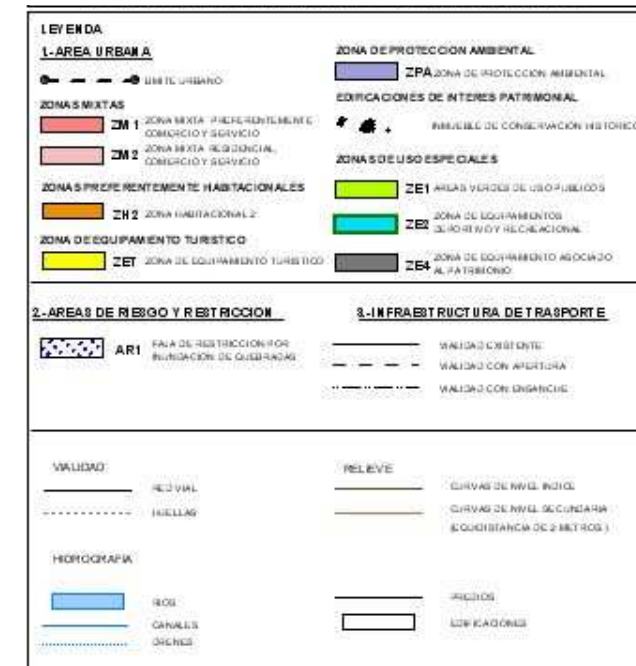 LEYENDA
1.-AREA URBANA
LIMITE URBANO
ZONAS MIXTAS
ZM 1 ZONA MIXTA PREFERENTEMENTE
COMERCIO Y SERVICIO
ZM 2 ZONA MIXTA RESIDENCIAL,
COMERCIO Y SERVICIO
ZONAS PREFERENTEMENTE HABITACIONALES
ZH 2 ZONA HABITACIONAL 2
ZONA DE EQUIPAMIENTO TURISTICO
ZET ZONA DE EQUIPAMIENTO TURISTICO
ZONA DE PROTECCION AMBIENTAL
ZPA ZONA DE PROTECCION AMBIENTAL
EDIFICACIONES DE INTERES PATRIMONIAL
INMUEBLE DE CONSERVACION HISTORICO
ZONAS DE USO ESPECIALES
ZE1 AREAS VERDES DE USO PUBLICOS
ZE2 ZONA DE EQUIPAMIENTOS
DEPORTIVO Y RECREACIONAL
ZE4 ZONA DE EQUIPAMIENTO ASOCIADO
AL PATRIMONIO
2.-AREAS DE RIESGO Y RESTRICCION
AR1 FAJA DE RESTRICCION POR
INUNDACION DE QUEBRADAS
3.-INFRAESTRUCTURA DE TRASPORTE
VIALIDAD EXISTENTE
VIALIDAD CON APERTURA
VIALIDAD CON ENSANCHE
VIALIDAD
RED VIAL
HUELLAS
HIDROGRAFIA
RIOS
CANALES
DRENES
RELIEVE
CURVAS DE NIVEL INDICE
CURVAS DE NIVEL SECUNDARIA
(EQUIDISTANCIA DE 2 METROS )
PREDIOS
EDIFICACIONES